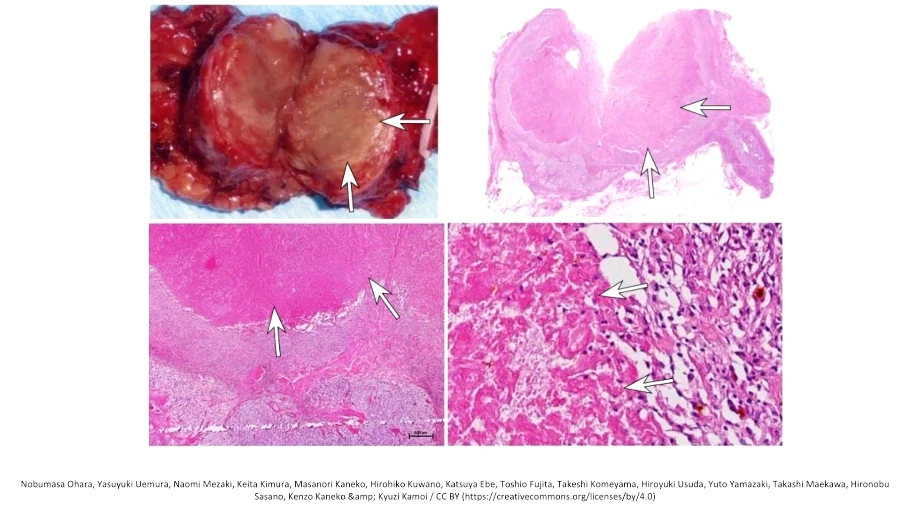 Nobumasa Ohara, Yasuyuki Uemura, Naomi Mezaki, Keita Kimura, Masanori Kaneko, Hirohiko Kuwano, Katsuya Ebe, Toshio Fujita, Takeshi Komeyama, Hiroyuki Usuda, Yuto Yamazaki, Takashi Maekawa, Hironobu
Sasano, Kenzo Kaneko &amp; Kyuzi Kamoi / CC BY (https://creativecommons.org/licenses/by/4.0)